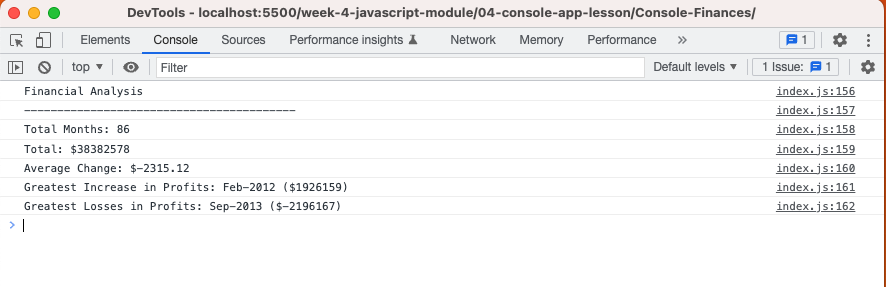 DevTools - localhost:5500/week-4-javascript-module/04-console-app-lesson/Console-Finances/
Elements Console Sources Performance insights Network Memory Performance » 1
top ▼ Filter Default levels ▼ 1 Issue: 1
Financial Analysis index.js:156
----------------------------------------- index.js:157
Total Months: 86 index.js:158
Total: $38382578 index.js:159
Average Change: $-2315.12 index.js:160
Greatest Increase in Profits: Feb-2012 ($1926159) index.js:161
Greatest Losses in Profits: Sep-2013 ($-2196167) index.js:162
>